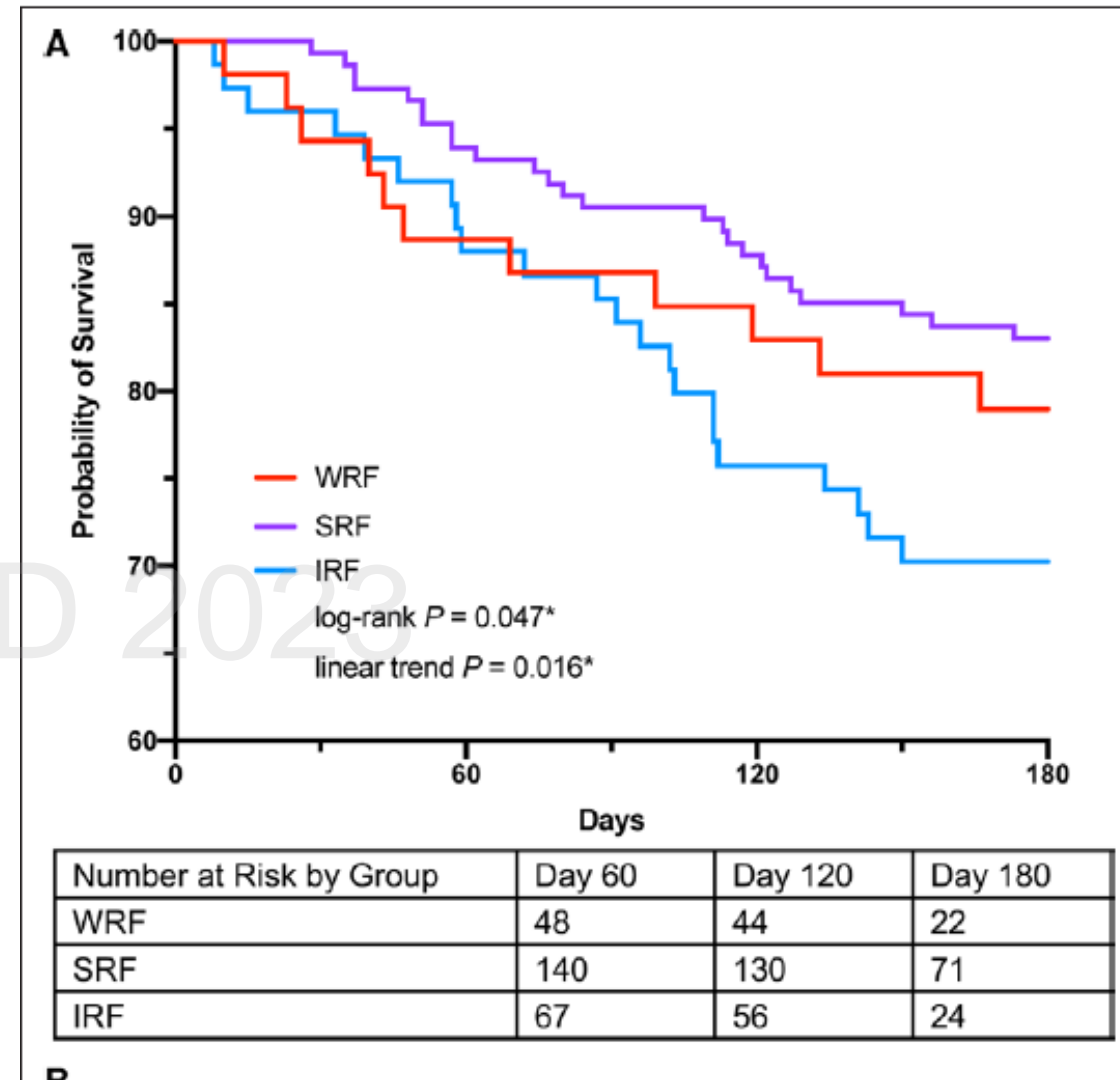 A
100
90
80
70
60
Probability of Survival
WRF
SRF
IRF
log-rank P = 0.047*
linear trend P = 0.016*
D 2023
0 60 120 180
Days
Number at Risk by Group Day 60 Day 120 Day 180
WRF 48 44 22
SRF 140 130 71
IRF 67 56 24